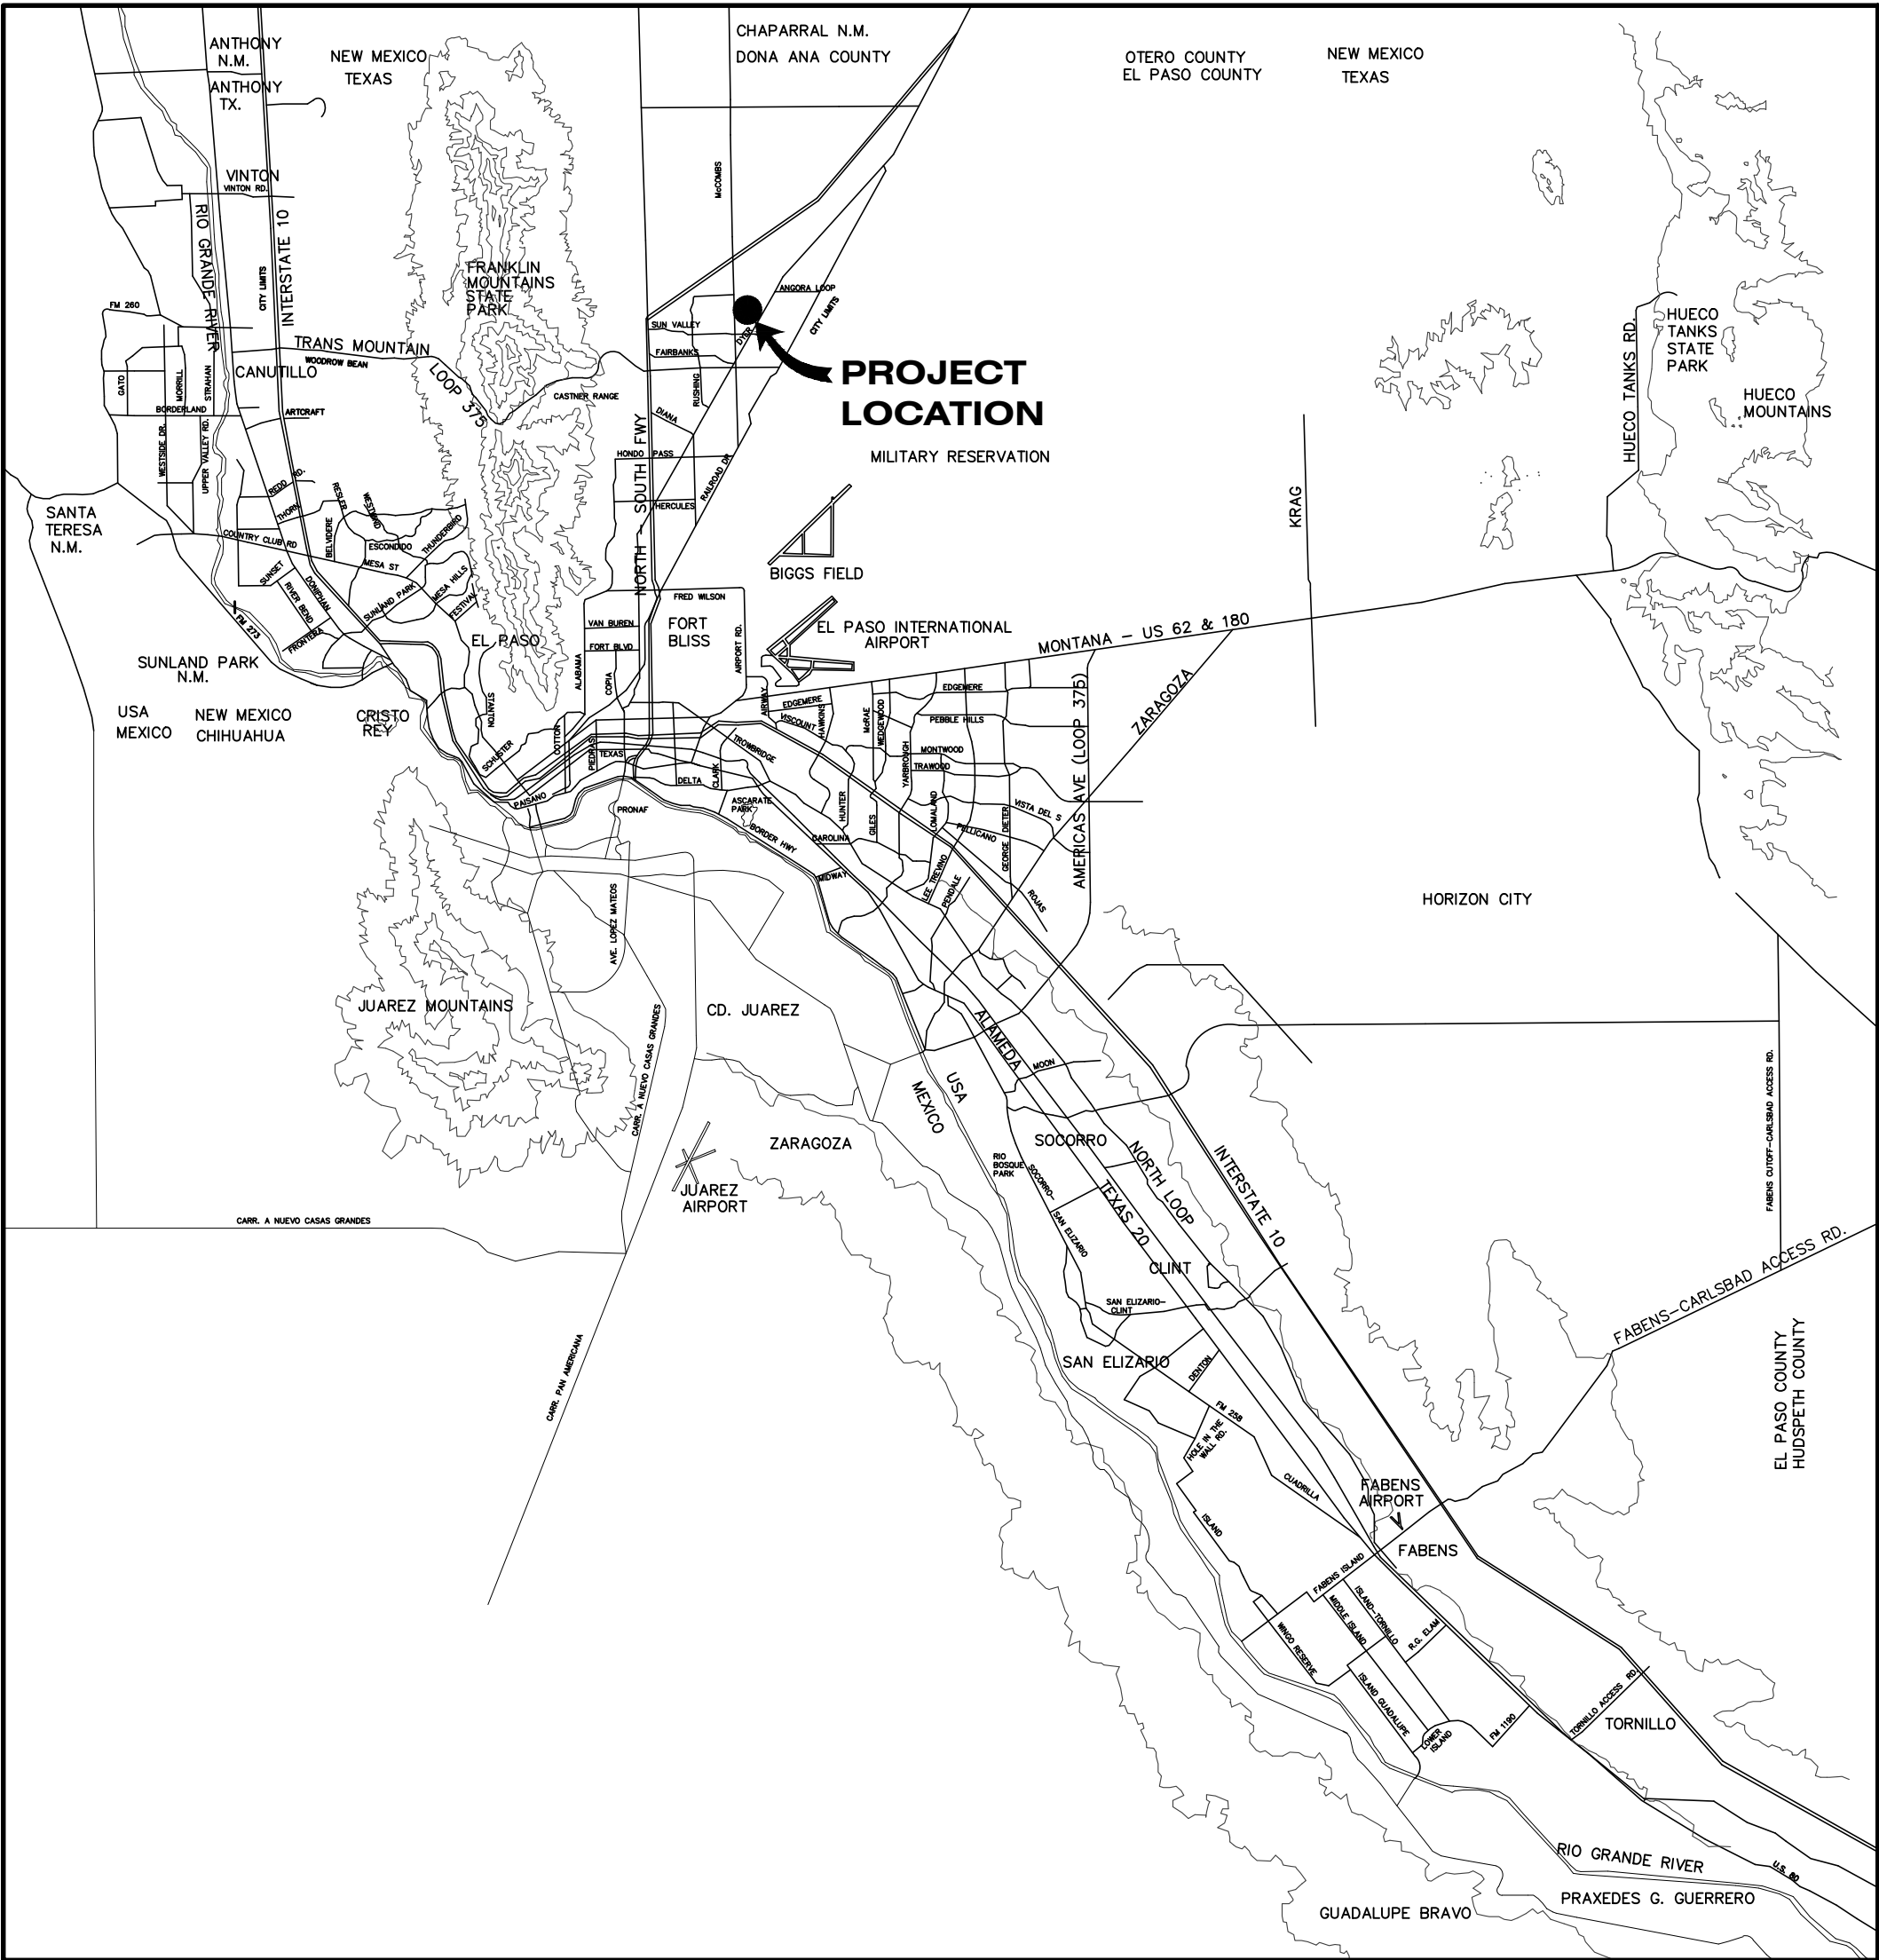 CHAPARRAL N.M.
DONA ANA COUNTY
ANTHONY
N.M.
ANTHONY
TX.
NEW MEXICO
TEXAS
OTERO COUNTY
EL PASO COUNTY
NEW MEXICO
TEXAS
VINTON
VINTON RD.
RIO GRANDE RIVER
CITY LIMITS
INTERSTATE 10
McCOMBS
FRANKLIN
MOUNTAINS
STATE
PARK
FM 260
ANGORA LOOP
CITY LIMITS
SUN VALLEY
DYER
FAIRBANKS
RUSHING
PROJECT
LOCATION
MILITARY RESERVATION
TRANS MOUNTAIN
WOODROW BEAN
LOOP 375
CANUTILLO
GATO
MORRILL
STRAHAN
BORDERLAND
ARTCRAFT
CASTNER RANGE
DIANA
NORTH - SOUTH FWY
HONDO PASS
HERCULES
RAILROAD DR
HUECO TANKS RD.
HUECO
TANKS
STATE
PARK
HUECO
MOUNTAINS
KRAG
WESTSIDE DR.
UPPER VALLEY RD.
REDD RD.
THORN
RESLER
WESTWIND
BELVIDERE
ESCONDIDO
THUNDERBIRD
SANTA
TERESA
N.M.
COUNTRY CLUB RD
MESA ST
SUNSET
RIVER BEND
DONIPHAN
SUNLAND PARK
MESA HILLS
FESTIVAL
FRONTERA
FM 273
BIGGS FIELD
FRED WILSON
VAN BUREN
FORT
BLISS
FORT BLVD
AIRPORT RD.
EL PASO INTERNATIONAL
AIRPORT
MONTANA - US 62 & 180
EL PASO
ALABAMA
COPIA
SUNLAND PARK
N.M.
USA
MEXICO
NEW MEXICO
CHIHUAHUA
CRISTO
REY
STANTON
SCHUSTER
COTTON
PIEDRAS
TEXAS
PAISANO
AIRWAY
EDGEMERE
VISCOUNT
HAWKINS
McRAE
WEDGEWOOD
EDGEMERE
PEBBLE HILLS
YARBROUGH
MONTWOOD
TRAWOOD
AMERICAS AVE (LOOP 375)
ZARAGOZA
TROWBRIDGE
DELTA
CLARK
ASCARATE
PARK
PRONAF
BORDER HWY
CAROLINA
MIDWAY
HUNTER
GILES
LOMALAND
VISTA DEL S
PELLICANO
GEORGE DIETER
LEE TREVINO
PENDALE
ROJAS
HORIZON CITY
AVE. LOPEZ MATEOS
JUAREZ MOUNTAINS
CD. JUAREZ
CARR. A NUEVO CASAS GRANDES
ALAMEDA
MOON
USA
MEXICO
ZARAGOZA
JUAREZ
AIRPORT
SOCORRO
RIO
BOSQUE
PARK
SOCORRO-
SAN ELIZARIO
NORTH LOOP
INTERSTATE 10
TEXAS 20
CLINT
FABENS CUTOFF-CARLSBAD ACCESS RD.
CARR. A NUEVO CASAS GRANDES
SAN ELIZARIO-
CLINT
FABENS-CARLSBAD ACCESS RD.
SAN ELIZARIO
DENTON
CARR. PAN AMERICANA
FM 258
HOLE IN THE
WALL RD.
EL PASO COUNTY
HUDSPETH COUNTY
CUADRILLA
FABENS
AIRPORT
ISLAND
FABENS
FABENS ISLAND
ISLAND-TORNILLO
MIDDLE ISLAND
R.G. ELAM
WINGO RESERVE
ISLAND GUADALUPE
LOWER
ISLAND
FM 1190
TORNILLO ACCESS RD.
TORNILLO
RIO GRANDE RIVER
U.S. 80
PRAXEDES G. GUERRERO
GUADALUPE BRAVO